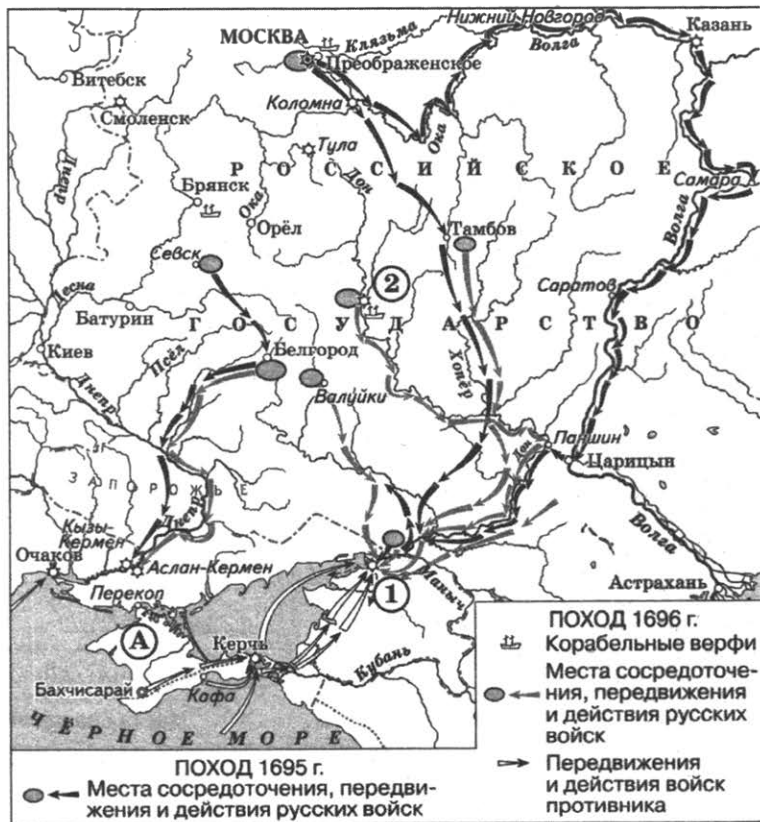 Нижний Новгород
Казань
МОСКВА
Клязьма
Волга
Преображенское
Витебск
Коломна
Смоленск
Ока
Тула
Днепр
Дон
РОССИЙСКОЕ
Самара
Брянск
Ока
Волга
Орёл
Тамбов
Севск
2
Саратов
Десна
Батурин
ГОСУДАРСТВО
Псёл
Белгород
Киев
Хопёр
Валуйки
Днепр
Паншин
Дон
Царицын
ЗАПОРОЖЬЕ
Кызы-
Кермен
Днепр
Волга
Очаков
Аслан-Кермен
1
Маныч
Астрахань
Перекоп
А
Керчь
Кубань
Бахчисарай
Кафа
ЧЁРНОЕ МОРЕ
ПОХОД 1696 г.
Корабельные верфи
Места сосредоточе-
ния, передвижения
и действия русских
войск
Передвижения
и действия войск
противника
ПОХОД 1695 г.
Места сосредоточения, передви-
жения и действия русских войск